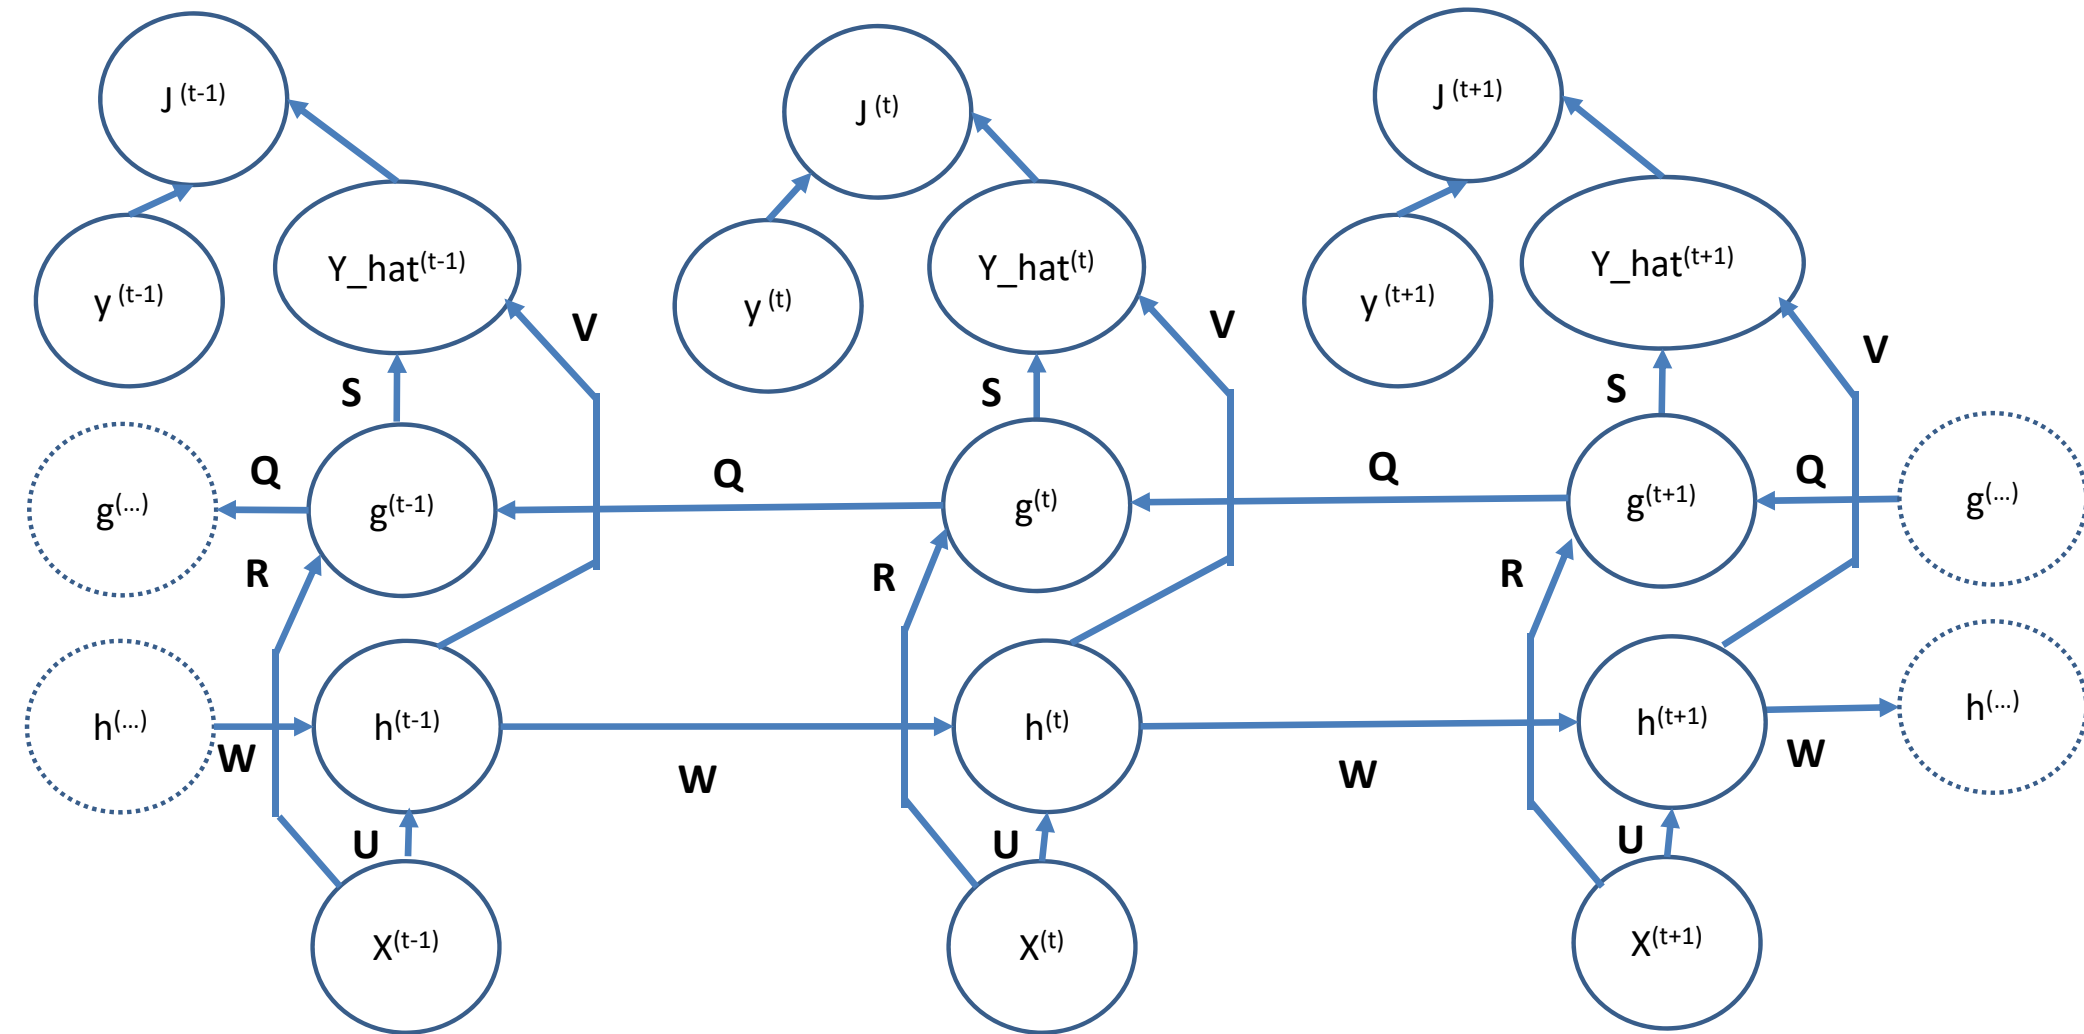 J (t-1)
J (t)
J (t+1)
y (t-1)
Y_hat(t-1)
V
y (t)
Y_hat(t)
V
y (t+1)
Y_hat(t+1)
V
S
S
S
g(...)
Q
g(t-1)
Q
g(t)
Q
g(t+1)
Q
g(...)
R
R
R
h(...)
W
h(t-1)
W
h(t)
W
h(t+1)
W
h(...)
U
U
U
X(t-1)
X(t)
X(t+1)